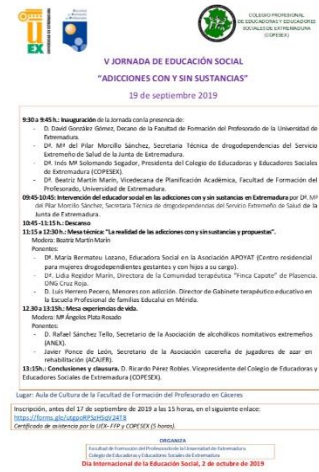 UNIVERSIDAD DE EXTREMADURA
UEX
COLEGIO PROFESIONAL
DE EDUCADORAS Y EDUCADORES
SOCIALES DE EXTREMADURA
(COPESEX)
V JORNADA DE EDUCACIÓN SOCIAL
"ADICCIONES CON Y SIN SUSTANCIAS"
19 de septiembre 2019
9:30 a 9:45 h.: Inauguración de la Jornada con la presencia de:
- D. David González Gómez, Decano de la Facultad de Formación del Profesorado de la Universidad de
Extremadura.
- Dª. Mª del Pilar Morcillo Sánchez, Secretaria Técnica de drogodependencias del Servicio
Extremeño de Salud de la Junta de Extremadura.
- Dª. Inés Mª Solomando Segador, Presidenta del Colegio de Educadoras y Educadores Sociales
de Extremadura (COPESEX).
- Dª. Beatriz Martín Marín, Vicedecana de Planificación Académica, Facultad de Formación del
Profesorado, Universidad de Extremadura.
09:45-10:45: Intervención del educador social en las adicciones con y sin sustancias en Extremadura por Dª. Mª
del Pilar Morcillo Sánchez, Secretaria Técnica de drogodependencias del Servicio Extremeño de Salud de la
Junta de Extremadura.
10:45 -11:15 h.: Descanso
11:15 a 12:30 h.: Mesa técnica: "La realidad de las adicciones con y sin sustancias y propuestas".
Modera: Beatriz Martín Marín
Ponentes:
- Dª. María Bermateu Lozano, Educadora Social en la Asociación APOYAT (Centro residencial
para mujeres drogodependientes gestantes y con hijos a su cargo).
- Dª. Lidia Regidor Marín, Directora de la Comunidad terapéutica "Finca Capote" de Plasencia.
ONG Cruz Roja.
- D. Luis Herrero Pecero, Menores con adicción. Director de Gabinete terapéutico educativo en
la Escuela Profesional de familias Educalui en Mérida.
12.30 a 13:15h.: Mesa experiencias de vida.
Modera: Mª Ángeles Plata Rosado
Ponentes:
- D. Rafael Sánchez Tello, Secretario de la Asociación de alcohólicos nomitativos extremeños
(ANEX).
- Javier Ponce de León, Secretario de la Asociación cacereña de jugadores de azar en
rehabilitación (ACAJER).
13:15h.: Conclusiones y clausura. D. Ricardo Pérez Robles. Vicepresidente del Colegio de Educadoras y
Educadores Sociales de Extremadura (COPESEX).
Lugar: Aula de Cultura de la Facultad de Formación del Profesorado en Cáceres
Inscripción, antes del 17 de septiembre de 2019 a las 15 horas, en el siguiente enlace:
Certificado de asistencia por la UEX- FFP y COPESEX (5 horas).
ORGANIZA
Facultad de Formación del Profesorado de la Universidad de Extremadura
Colegio de Educadoras y Educadores Sociales de Extremadura
Día Internacional de la Educación Social, 2 de octubre de 2019